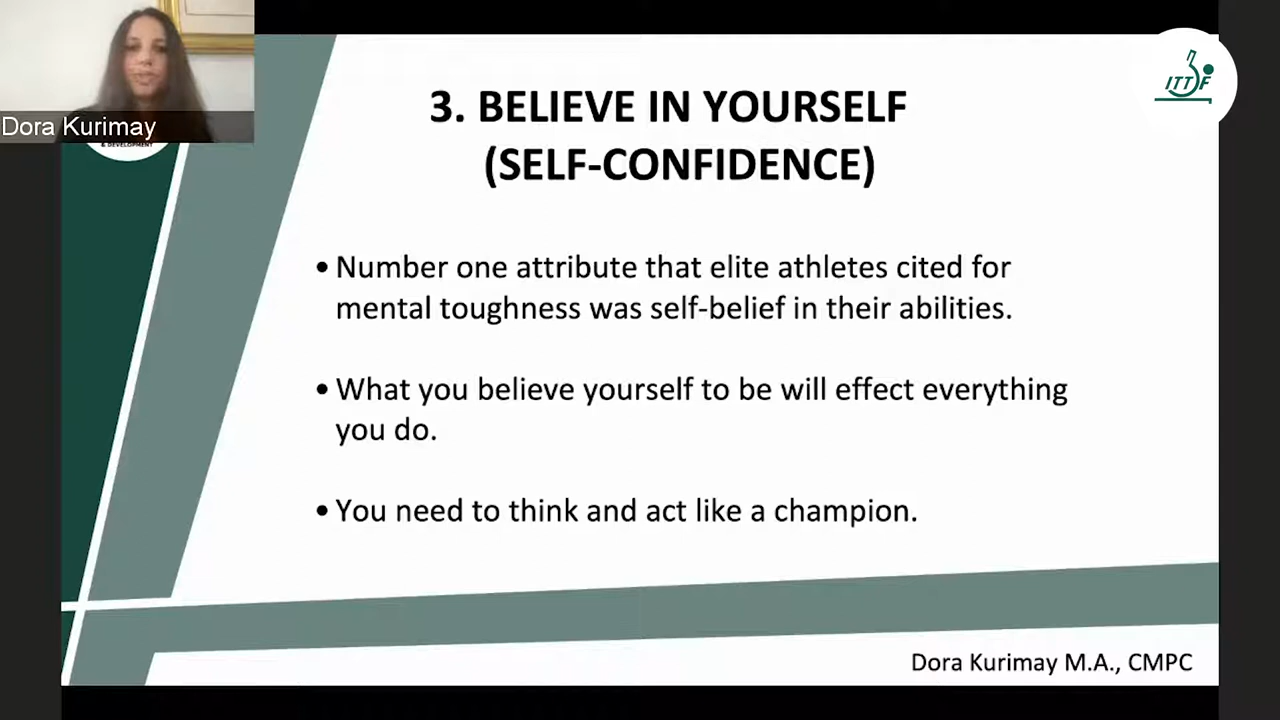 Dora Kurimay
& DEVELOPMENT
ITTF
3. BELIEVE IN YOURSELF
(SELF-CONFIDENCE)
• Number one attribute that elite athletes cited for
mental toughness was self-belief in their abilities.
• What you believe yourself to be will effect everything
you do.
• You need to think and act like a champion.
Dora Kurimay M.A., CMPC